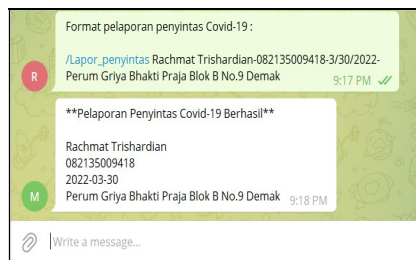 Format pelaporan penyintas Covid-19 :
/Lapor_penyintas Rachmat Trishardian-082135009418-3/30/2022-
Perum Griya Bhakti Praja Blok B No.9 Demak
9:17 PM
R
**Pelaporan Penyintas Covid-19 Berhasil**
Rachmat Trishardian
082135009418
2022-03-30
Perum Griya Bhakti Praja Blok B No.9 Demak
9:18 PM
M
Write a message...